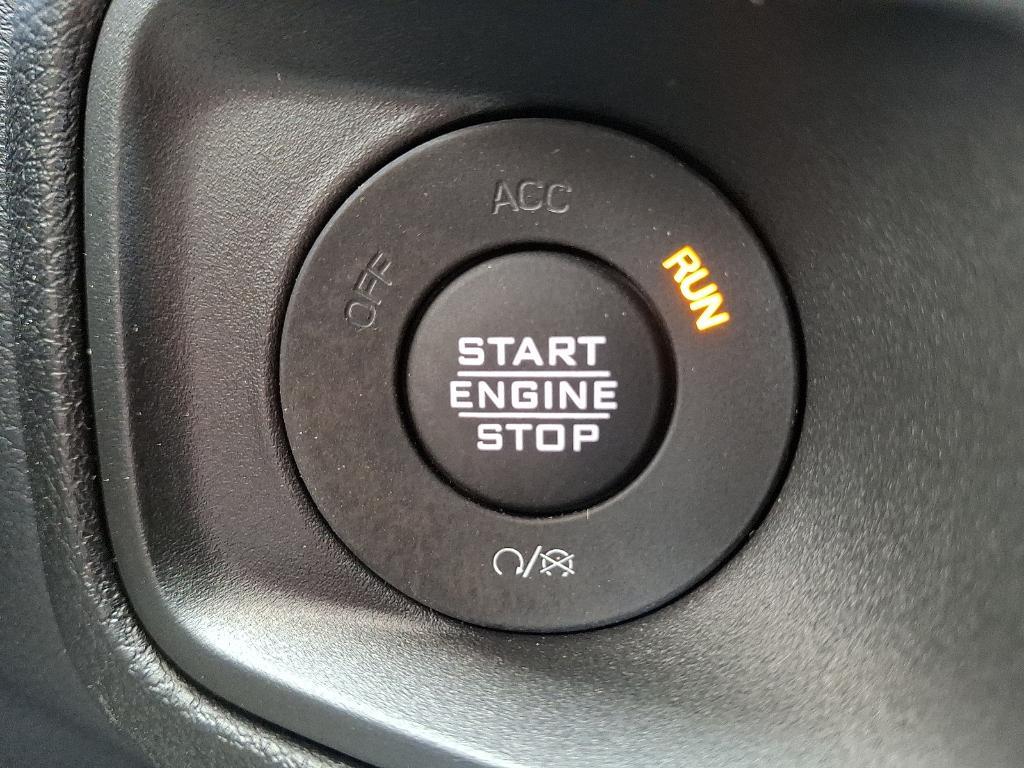 ACC
OFF
RUN
START
ENGINE
STOP